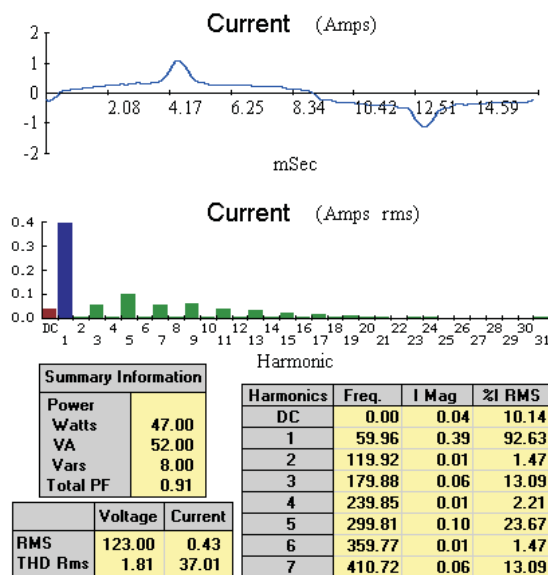 Current (Amps)
2
1
0
-1
-2
2.08 4.17 6.25 8.34 10.42 12.51 14.59
mSec
Current (Amps rms)
0.4
0.3
0.2
0.1
0.0
DC 2 4 6 8 10 12 14 16 18 20 22 24 26 28 30
1 3 5 7 9 11 13 15 17 19 21 23 25 27 29 31
Harmonic
Summary Information
Power
Watts 47.00
VA 52.00
Vars 8.00
Total PF 0.91
Voltage Current
RMS 123.00 0.43
THD Rms 1.81 37.01
Harmonics Freq. I Mag %I RMS
DC 0.00 0.04 10.14
1 59.96 0.39 92.63
2 119.92 0.01 1.47
3 179.88 0.06 13.09
4 239.85 0.01 2.21
5 299.81 0.10 23.67
6 359.77 0.01 1.47
7 410.72 0.06 13.09